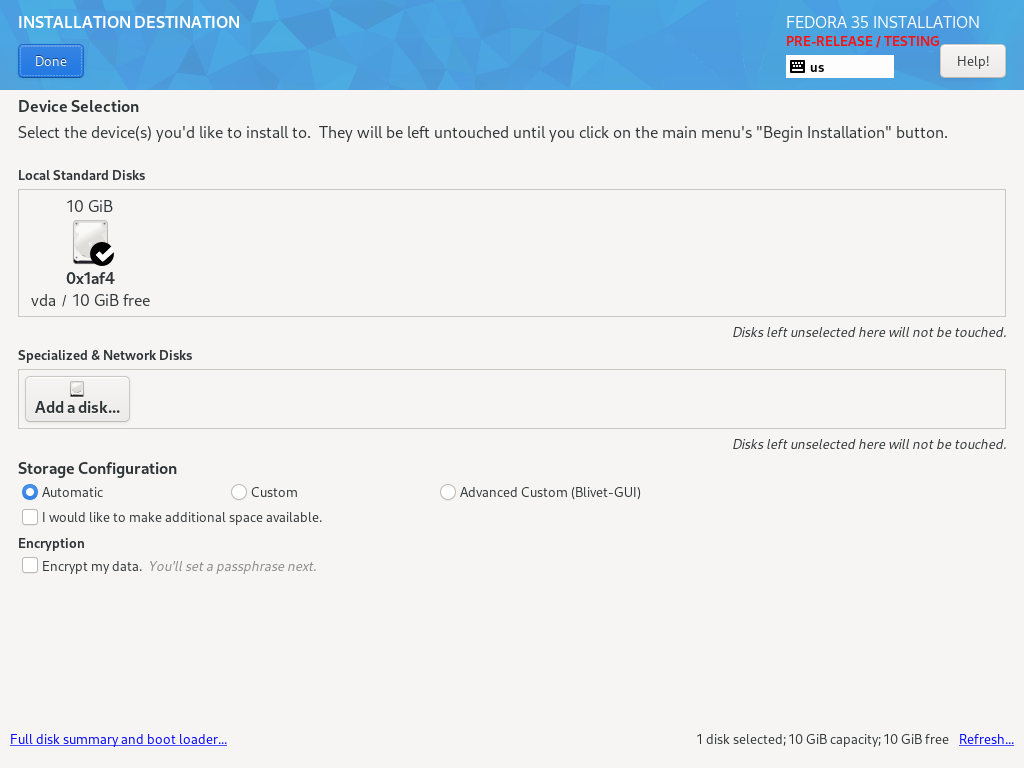 INSTALLATION DESTINATION
FEDORA 35 INSTALLATION
PRE-RELEASE / TESTING
Done
us
Help!
Device Selection
Select the device(s) you'd like to install to.  They will be left untouched until you click on the main menu's "Begin Installation" button.
Local Standard Disks
10 GiB
0x1af4
vda / 10 GiB free
Disks left unselected here will not be touched.
Specialized & Network Disks
Add a disk...
Disks left unselected here will not be touched.
Storage Configuration
Automatic
Custom
Advanced Custom (Blivet-GUI)
I would like to make additional space available.
Encryption
Encrypt my data. You'll set a passphrase next.
Full disk summary and boot loader...
1 disk selected; 10 GiB capacity; 10 GiB free
Refresh...